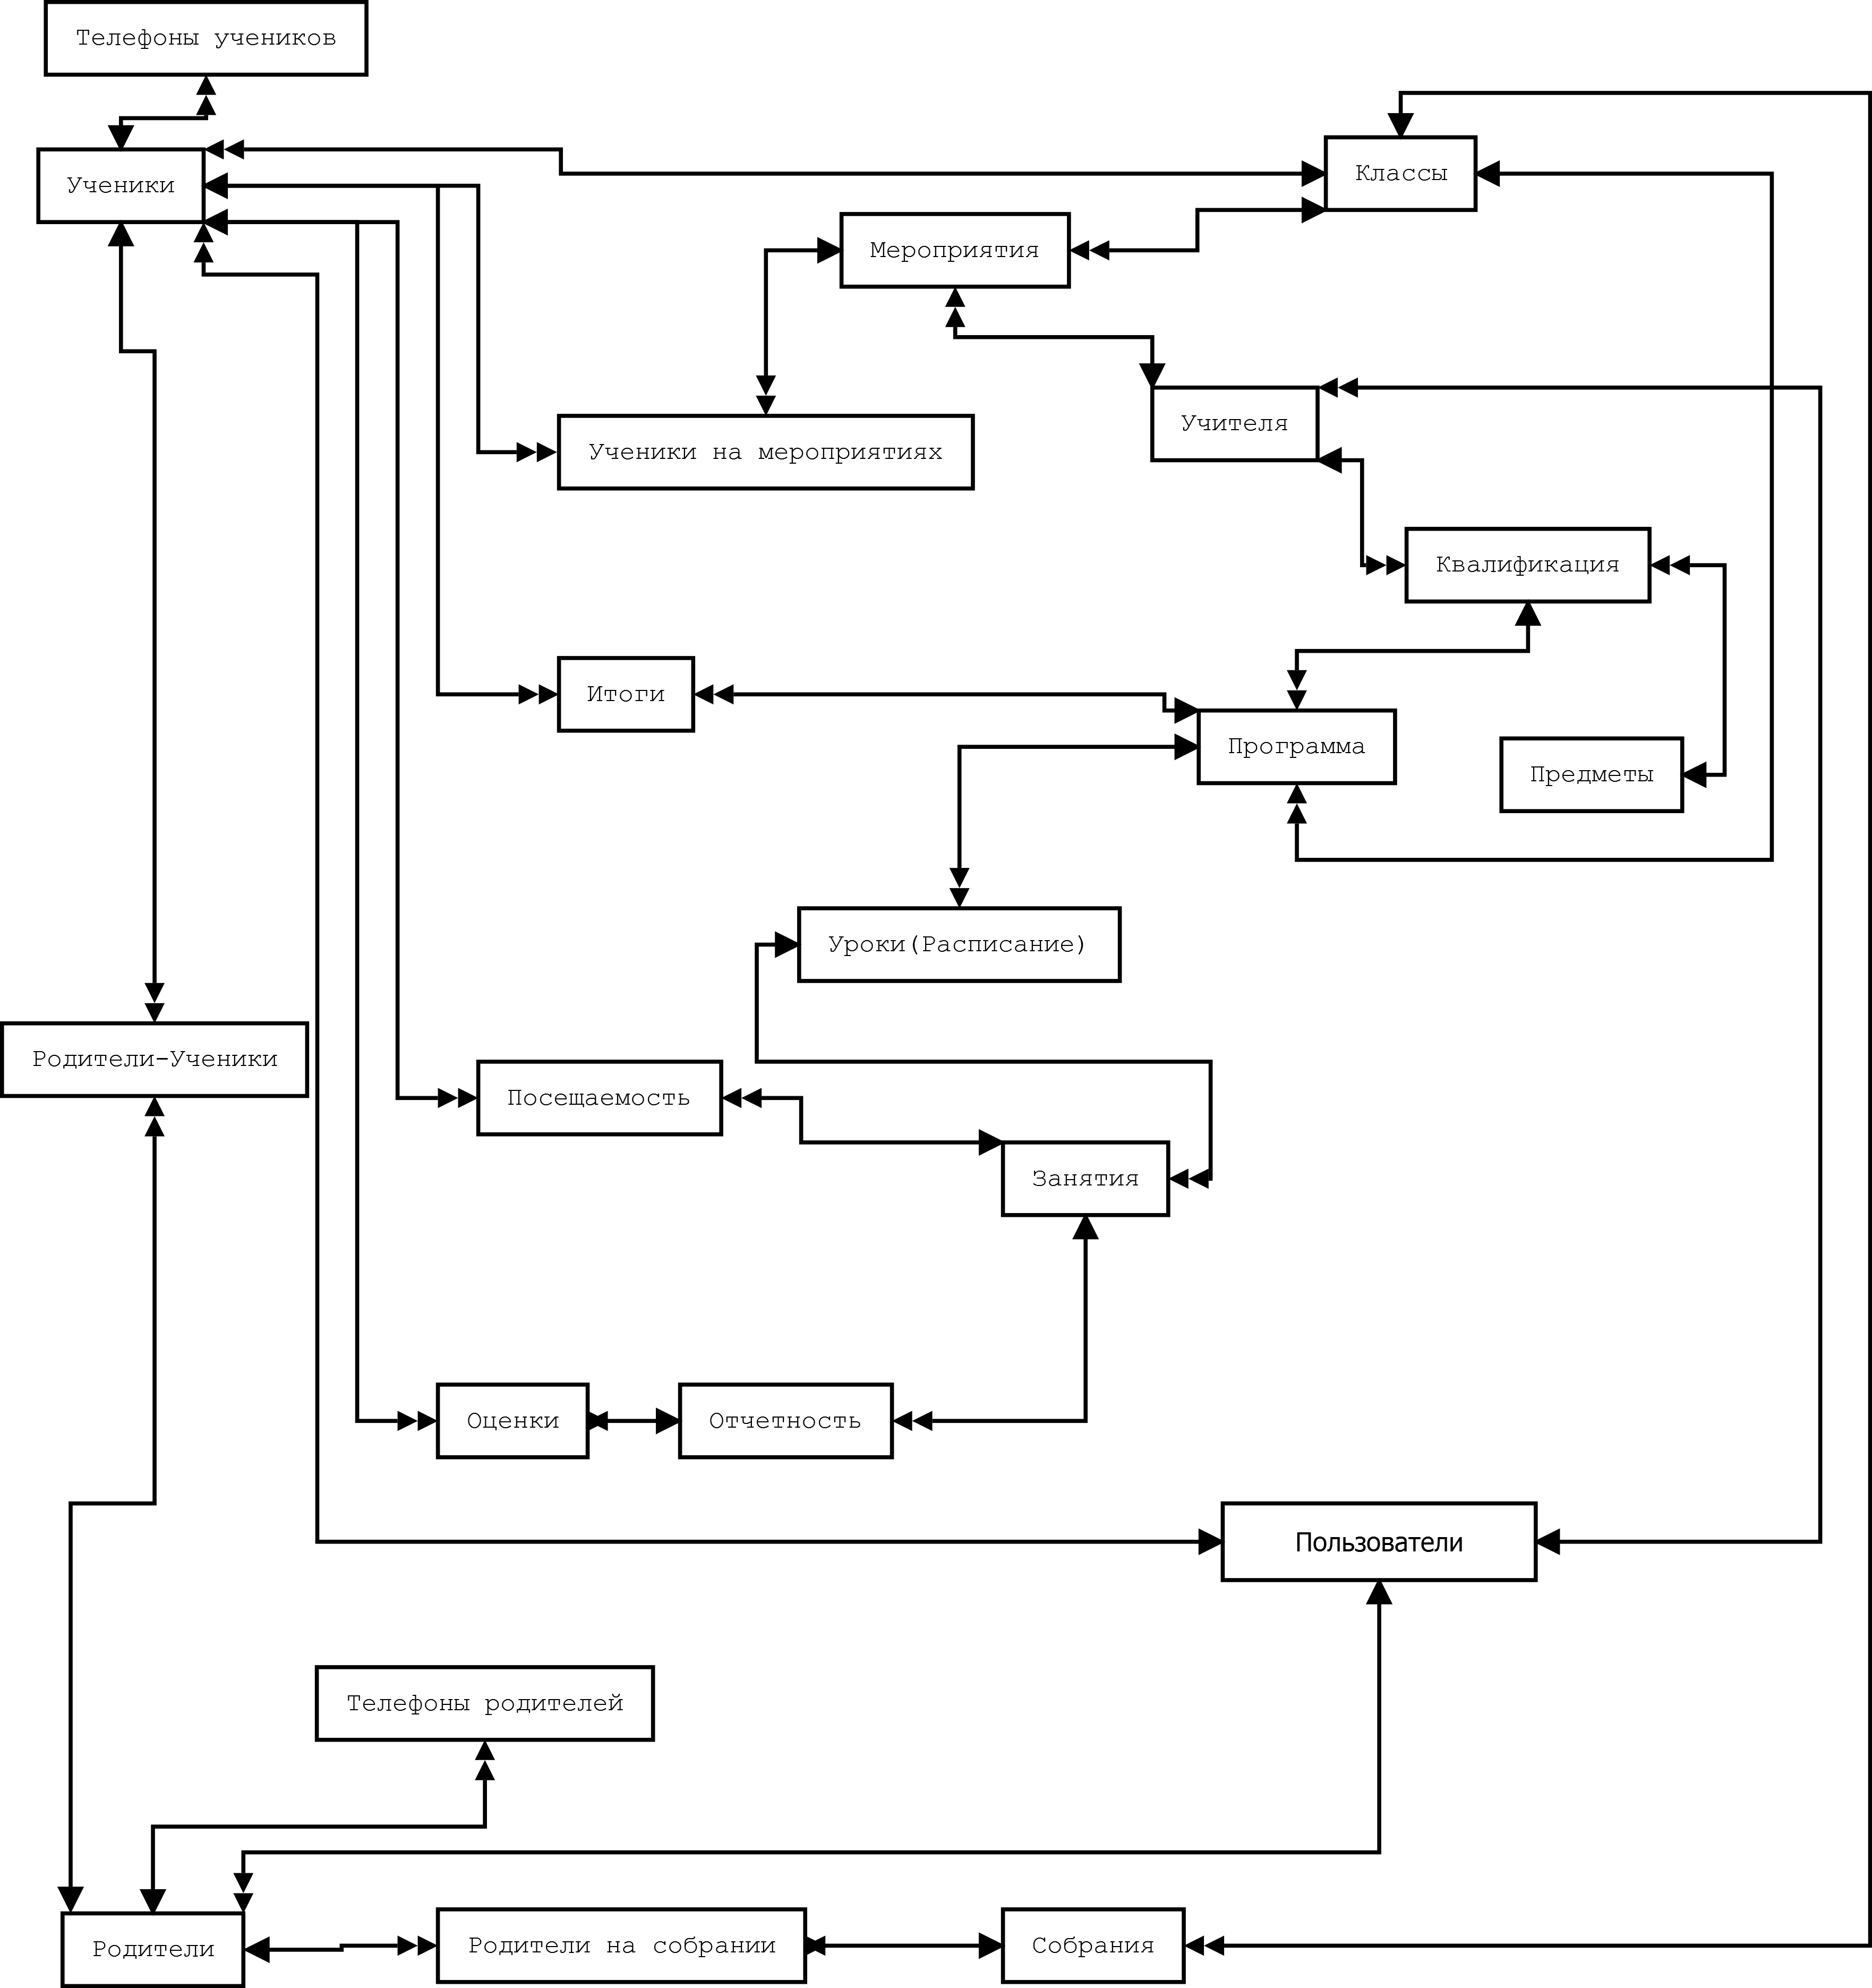 Телефоны учеников
Ученики
Классы
Мероприятия
Учителя
Ученики на мероприятиях
Квалификация
Итоги
Программа
Предметы
Уроки(Расписание)
Родители-Ученики
Посещаемость
Занятия
Оценки
Отчетность
Пользователи
Телефоны родителей
Родители
Родители на собрании
Собрания